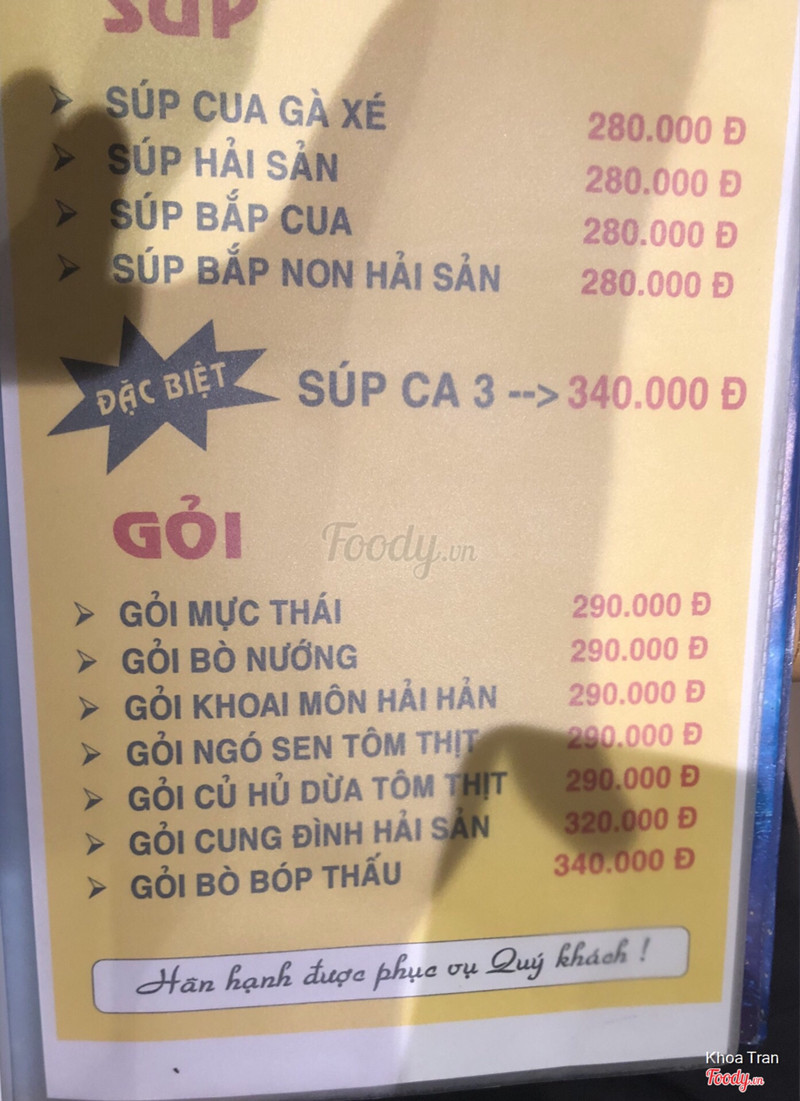 SÚP
SÚP CUA GÀ XÉ 280.000 Đ
SÚP HẢI SẢN 280.000 Đ
SÚP BẮP CUA 280.000 Đ
SÚP BẮP NON HẢI SẢN 280.000 Đ
ĐẶC BIỆT SÚP CA 3 --> 340.000 Đ
GỎI
Foody.vn
GỎI MỰC THÁI 290.000 Đ
GỎI BÒ NƯỚNG 290.000 Đ
GỎI KHOAI MÔN HẢI HẢN 290.000 Đ
GỎI NGÓ SEN TÔM THỊT 290.000 Đ
GỎI CỦ HỦ DỪA TÔM THỊT 290.000 Đ
GỎI CUNG ĐÌNH HẢI SẢN 320.000 Đ
GỎI BÒ BÓP THẤU 340.000 Đ
Hân hạnh được phục vụ Quý khách !
Khoa Tran
Foody.vn